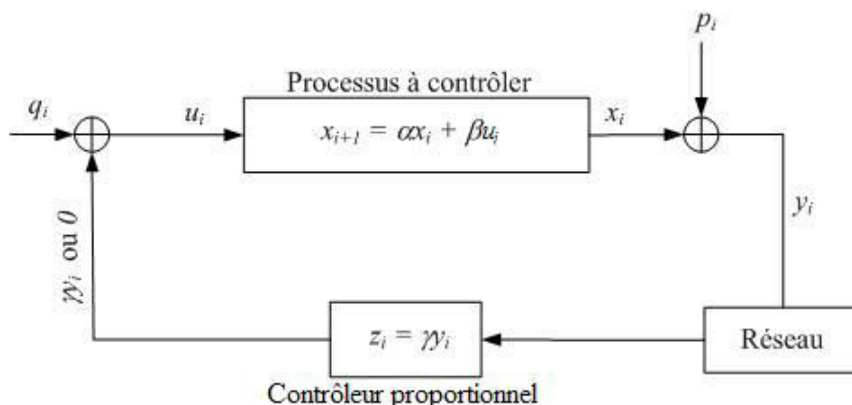 p_i
Processus à contrôler
q_i
u_i
x_{i+1} = αx_i + βu_i
x_i
y_i
γy_i ou 0
z_i = γy_i
Réseau
Contrôleur proportionnel